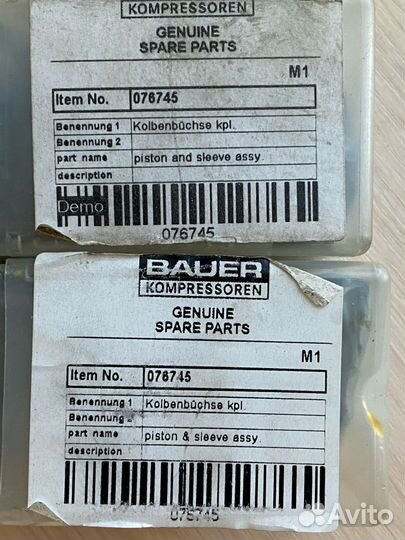 KOMPRESSOREN
GENUINE
SPARE PARTS
M1
Item No. 076745
Benennung 1 Kolbenbüchse kpl.
Benennung 2
part name piston and sleeve assy.
description
Demo
076745
BAUER
KOMPRESSOREN
GENUINE
SPARE PARTS
M1
Item No. 076745
Benennung 1 Kolbenbüchse kpl.
Benennung 2
part name piston & sleeve assy.
description
076745
Avito